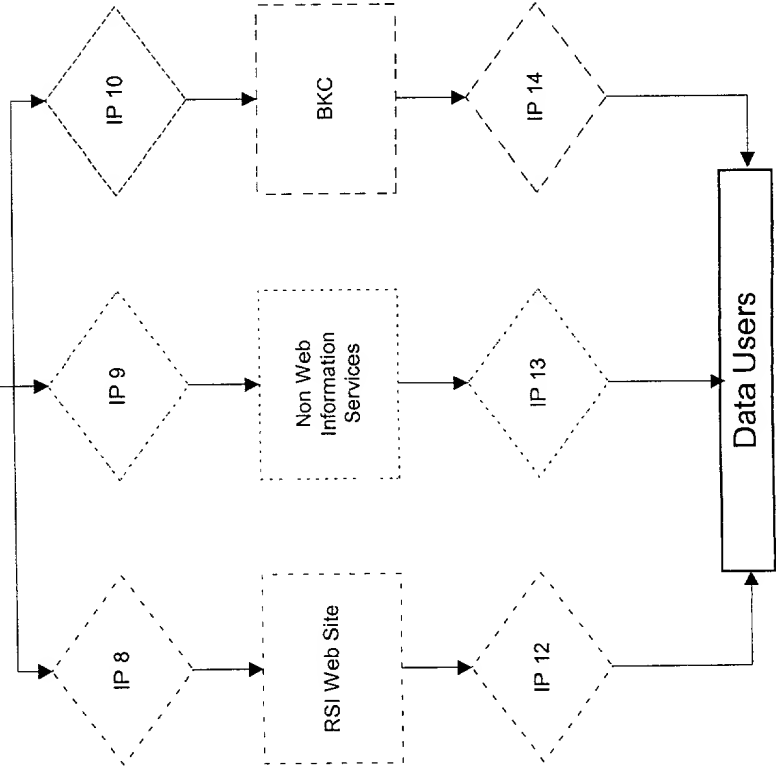 IP 8
IP 9
IP 10
RSI Web Site
Non Web
Information
Services
BKC
IP 12
IP 13
IP 14
Data Users